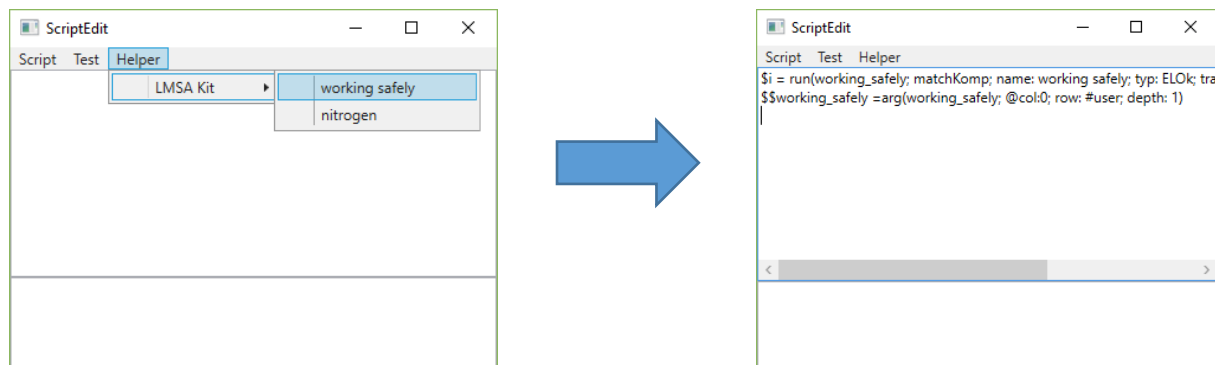 ScriptEdit
Script Test Helper
LMSA Kit
working safely
nitrogen
ScriptEdit
Script Test Helper
$i = run(working_safely; matchKomp; name: working safely; typ: ELOk; tra
$$working_safely =arg(working_safely; @col:0; row: #user; depth: 1)